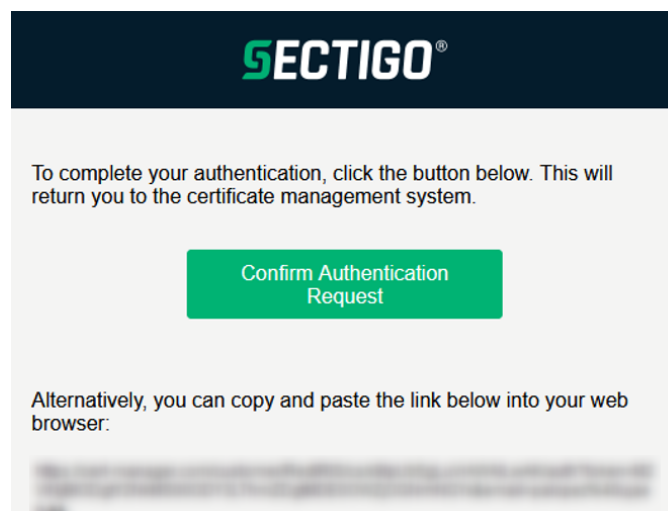 SECTIGO®
To complete your authentication, click the button below. This will
return you to the certificate management system.
Confirm Authentication
Request
Alternatively, you can copy and paste the link below into your web
browser: